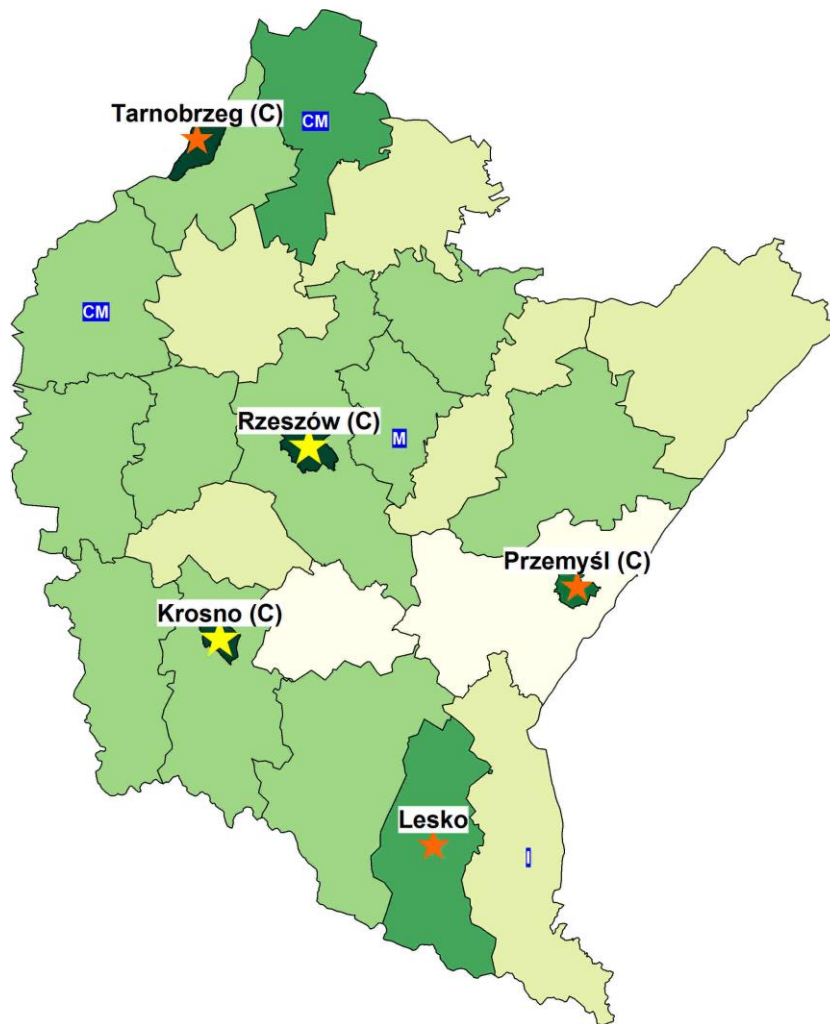 Tarnobrzeg (C)
CM
CM
Rzeszów (C)
M
Przemyśl (C)
Krosno (C)
Lesko
I